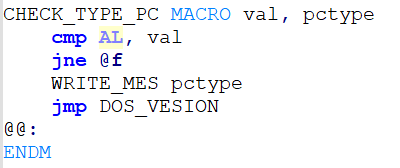 CHECK_TYPE_PC MACRO val, pctype
cmp AL, val
jne @f
WRITE_MES pctype
jmp DOS_VESION
@@:
ENDM